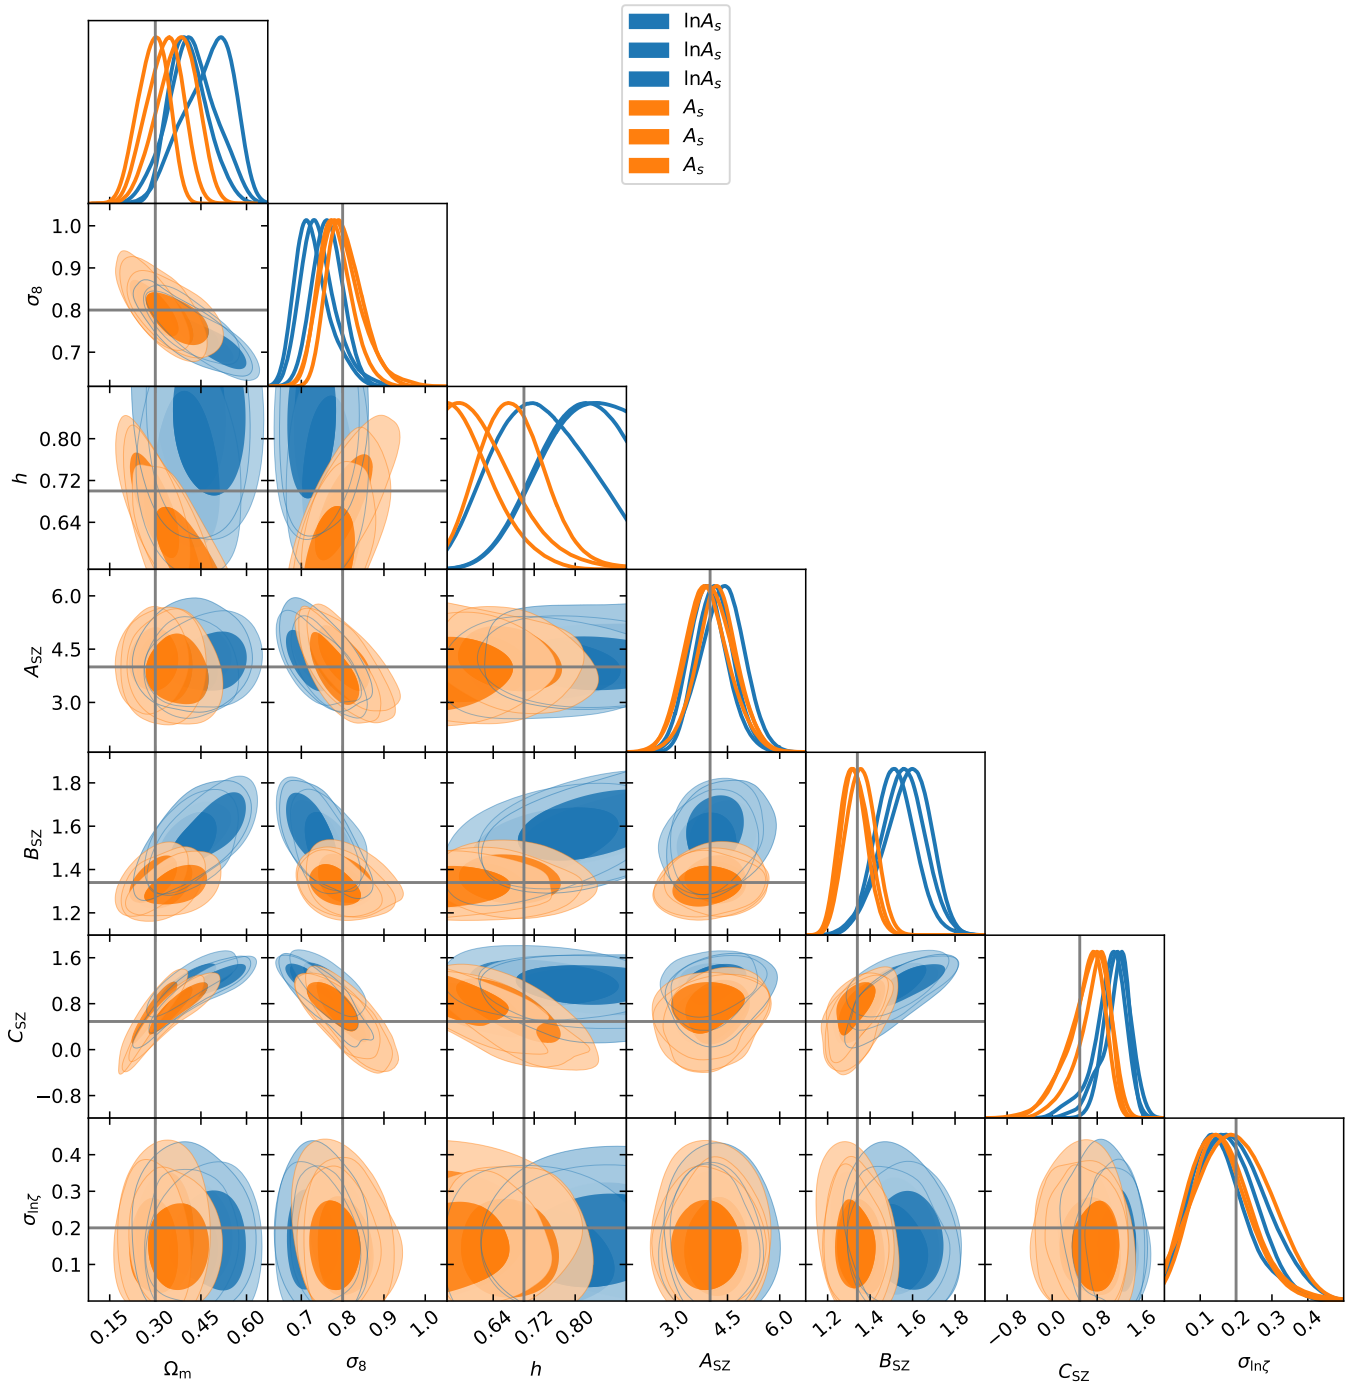 lnA_s
lnA_s
lnA_s
A_s
A_s
A_s
1.0
0.9
0.8
0.7
σ_8
0.80
0.72
0.64
h
6.0
4.5
3.0
A_SZ
1.8
1.6
1.4
1.2
B_SZ
1.6
0.8
0.0
−0.8
C_SZ
0.4
0.3
0.2
0.1
σ_lnζ
0.15 0.30 0.45 0.60
0.7 0.8 0.9 1.0
0.64 0.72 0.80
3.0 4.5 6.0
1.2 1.4 1.6 1.8
−0.8 0.0 0.8 1.6
0.1 0.2 0.3 0.4
Ω_m σ_8 h A_SZ B_SZ C_SZ σ_lnζ